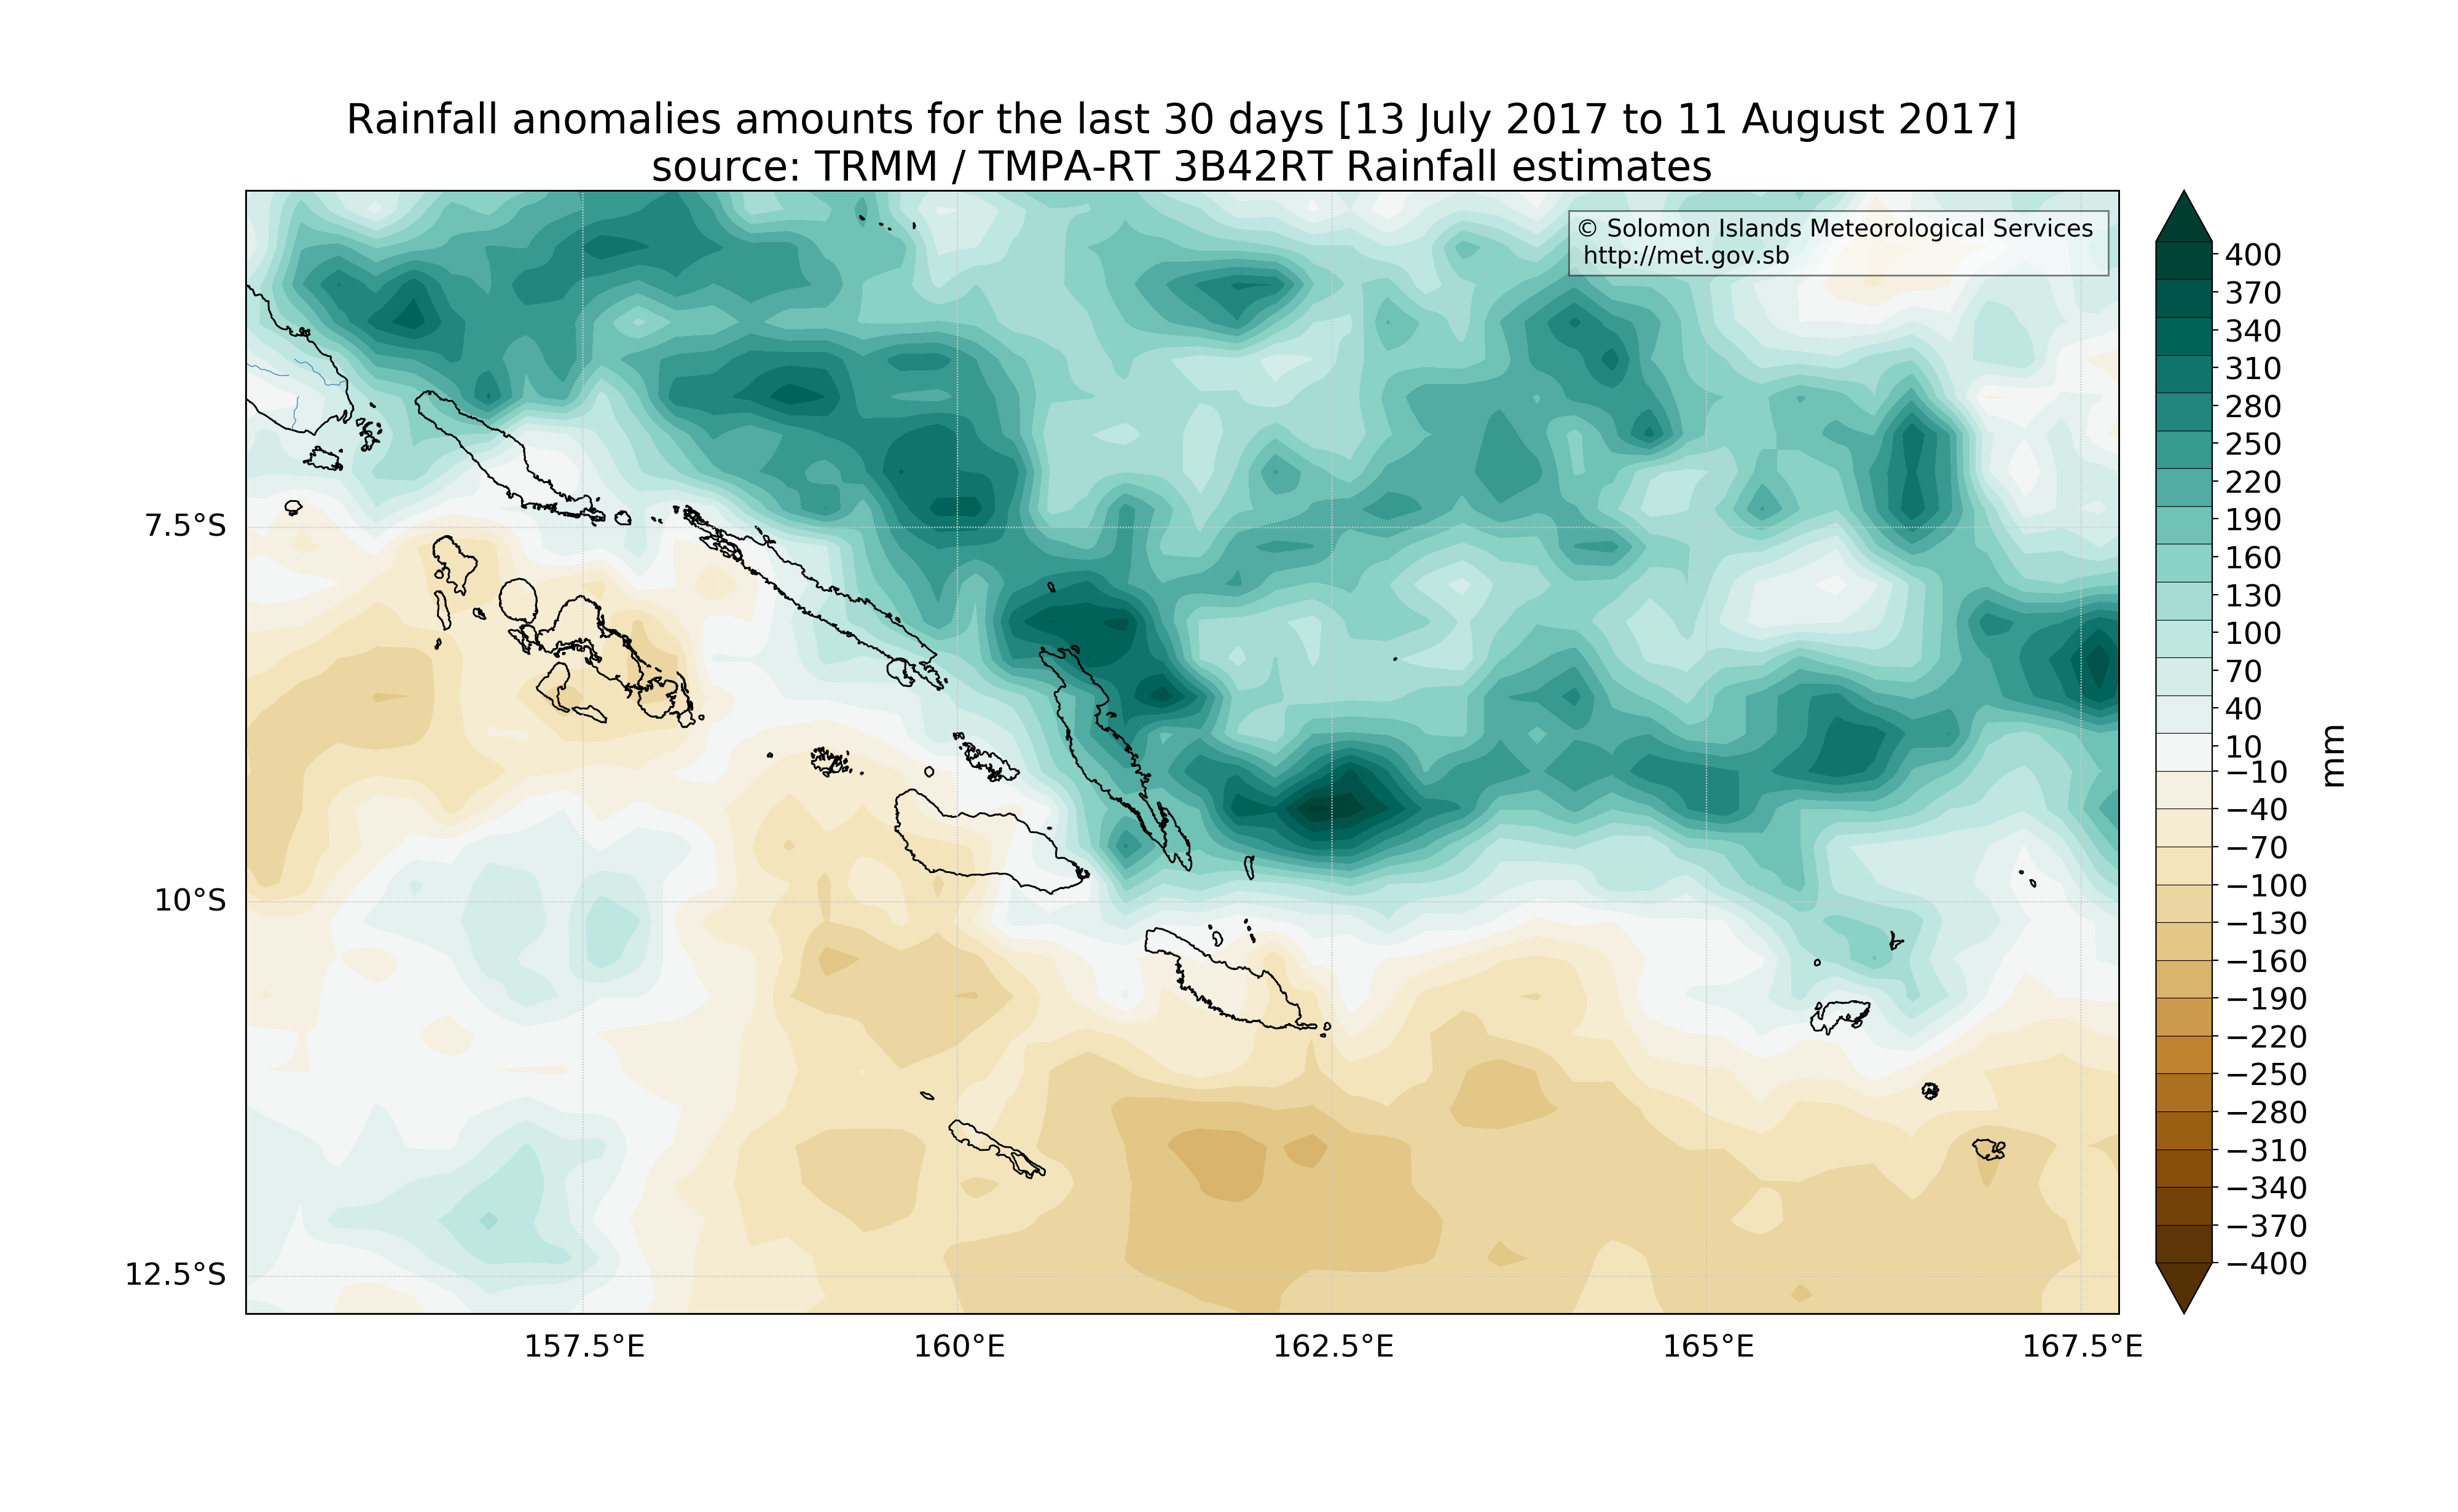 Rainfall anomalies amounts for the last 30 days [13 July 2017 to 11 August 2017]
source: TRMM / TMPA-RT 3B42RT Rainfall estimates
© Solomon Islands Meteorological Services
http://met.gov.sb
7.5°S
10°S
12.5°S
157.5°E
160°E
162.5°E
165°E
167.5°E
400
370
340
310
280
250
220
190
160
130
100
70
40
10
−10
−40
−70
−100
−130
−160
−190
−220
−250
−280
−310
−340
−370
−400
mm